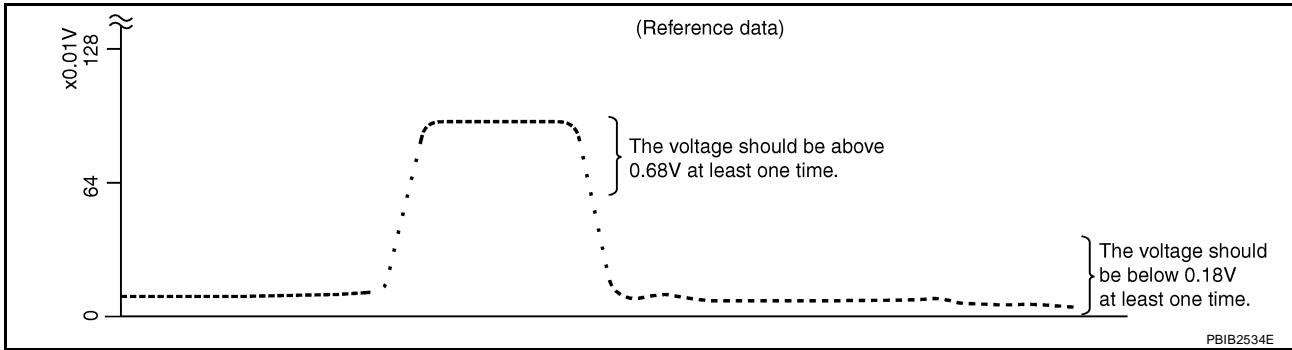 (Reference data)
x0.01V
128
64
0
The voltage should be above
0.68V at least one time.
The voltage should
be below 0.18V
at least one time.
PBIB2534E